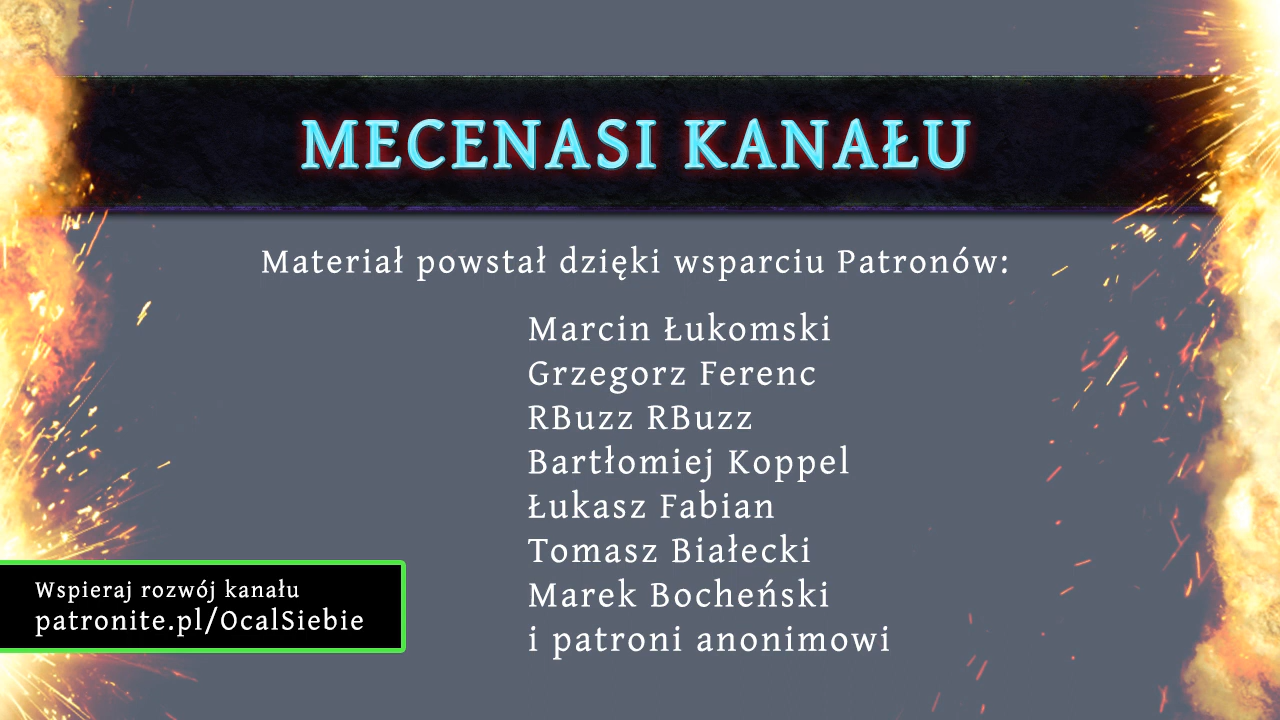 MECENASI KANAŁU
Materiał powstał dzięki wsparciu Patronów:
Marcin Łukomski
Grzegorz Ferenc
RBuzz RBuzz
Bartłomiej Koppel
Łukasz Fabian
Tomasz Białecki
Marek Bocheński
i patroni anonimowi
Wspieraj rozwój kanału
patronite.pl/OcalSiebie